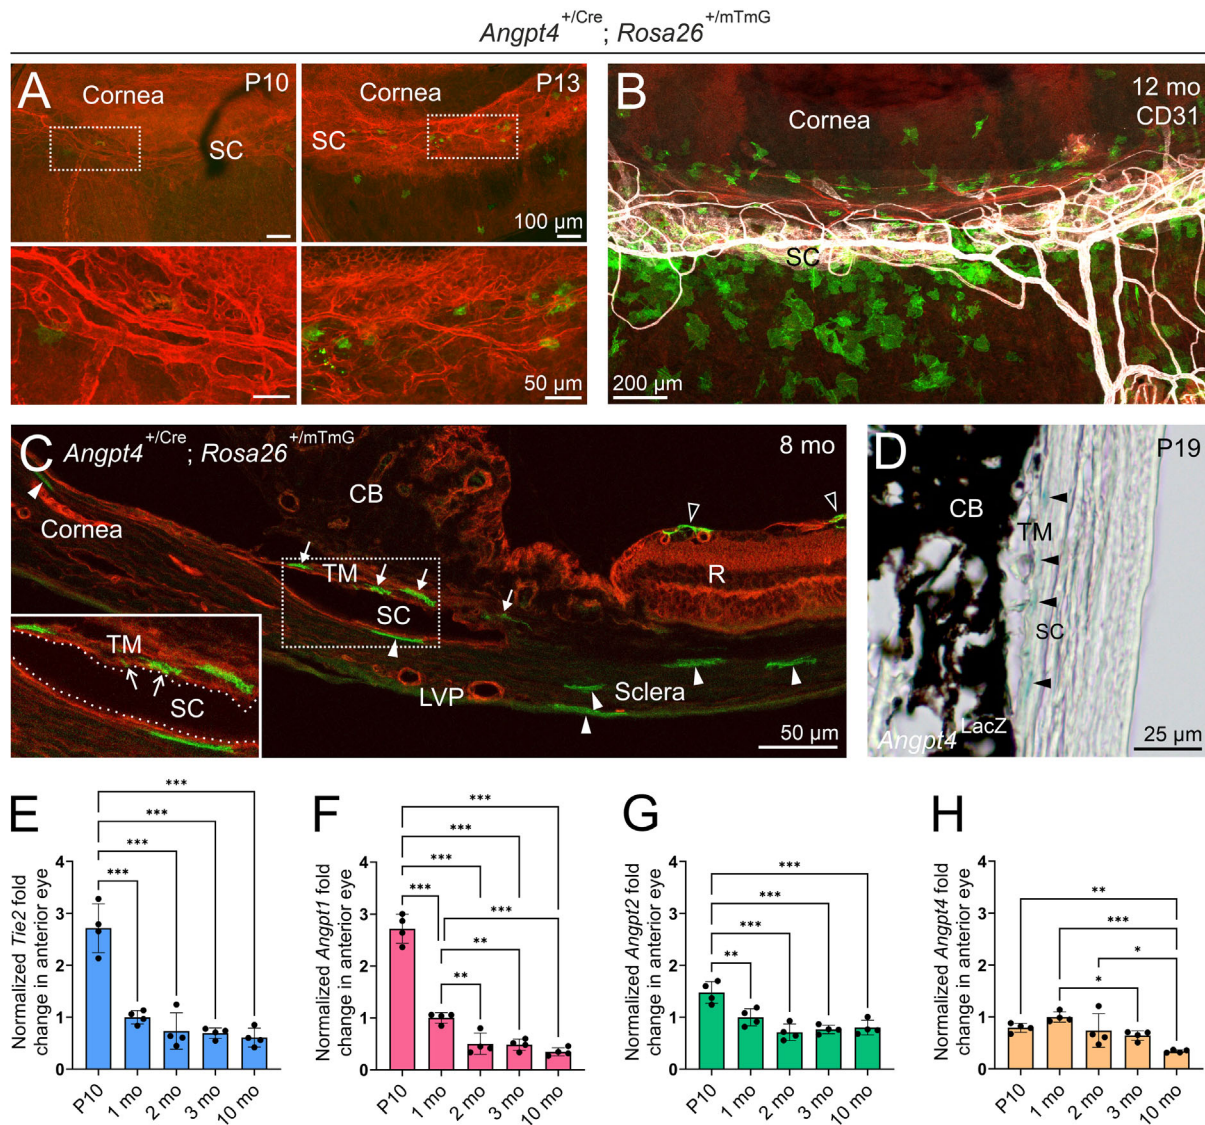 Angpt4+/Cre; Rosa26+/mTmG
A
P10
Cornea
SC
P13
Cornea
SC
100 µm
50 µm
B
12 mo
CD31
Cornea
SC
200 µm
C
Angpt4+/Cre; Rosa26+/mTmG
8 mo
CB
Cornea
TM
R
SC
TM
SC
LVP
Sclera
50 µm
D
P19
CB
TM
SC
Angpt4LacZ
25 µm
E
Normalized Tie2 fold
change in anterior eye
4
3
2
1
0
***
***
***
***
P10
1 mo
2 mo
3 mo
10 mo
F
Normalized Angpt1 fold
change in anterior eye
4
3
2
1
0
***
***
***
***
***
**
**
P10
1 mo
2 mo
3 mo
10 mo
G
Normalized Angpt2 fold
change in anterior eye
4
3
2
1
0
***
***
***
**
P10
1 mo
2 mo
3 mo
10 mo
H
Normalized Angpt4 fold
change in anterior eye
4
3
2
1
0
**
***
*
*
P10
1 mo
2 mo
3 mo
10 mo